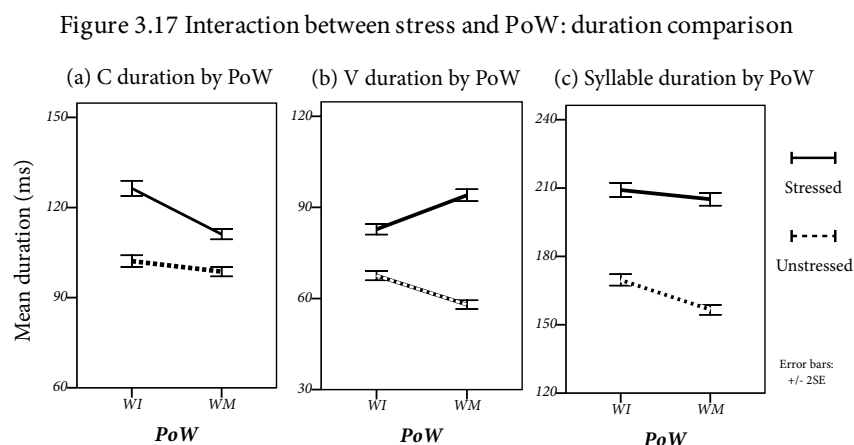 Figure 3.17 Interaction between stress and PoW: duration comparison
(a) C duration by PoW
(b) V duration by PoW
(c) Syllable duration by PoW
Mean duration (ms)
150
120
90
60
WI WM
PoW
120
90
60
30
WI WM
PoW
240
210
180
150
120
WI WM
PoW
Stressed
Unstressed
Error bars:
+/- 2SE